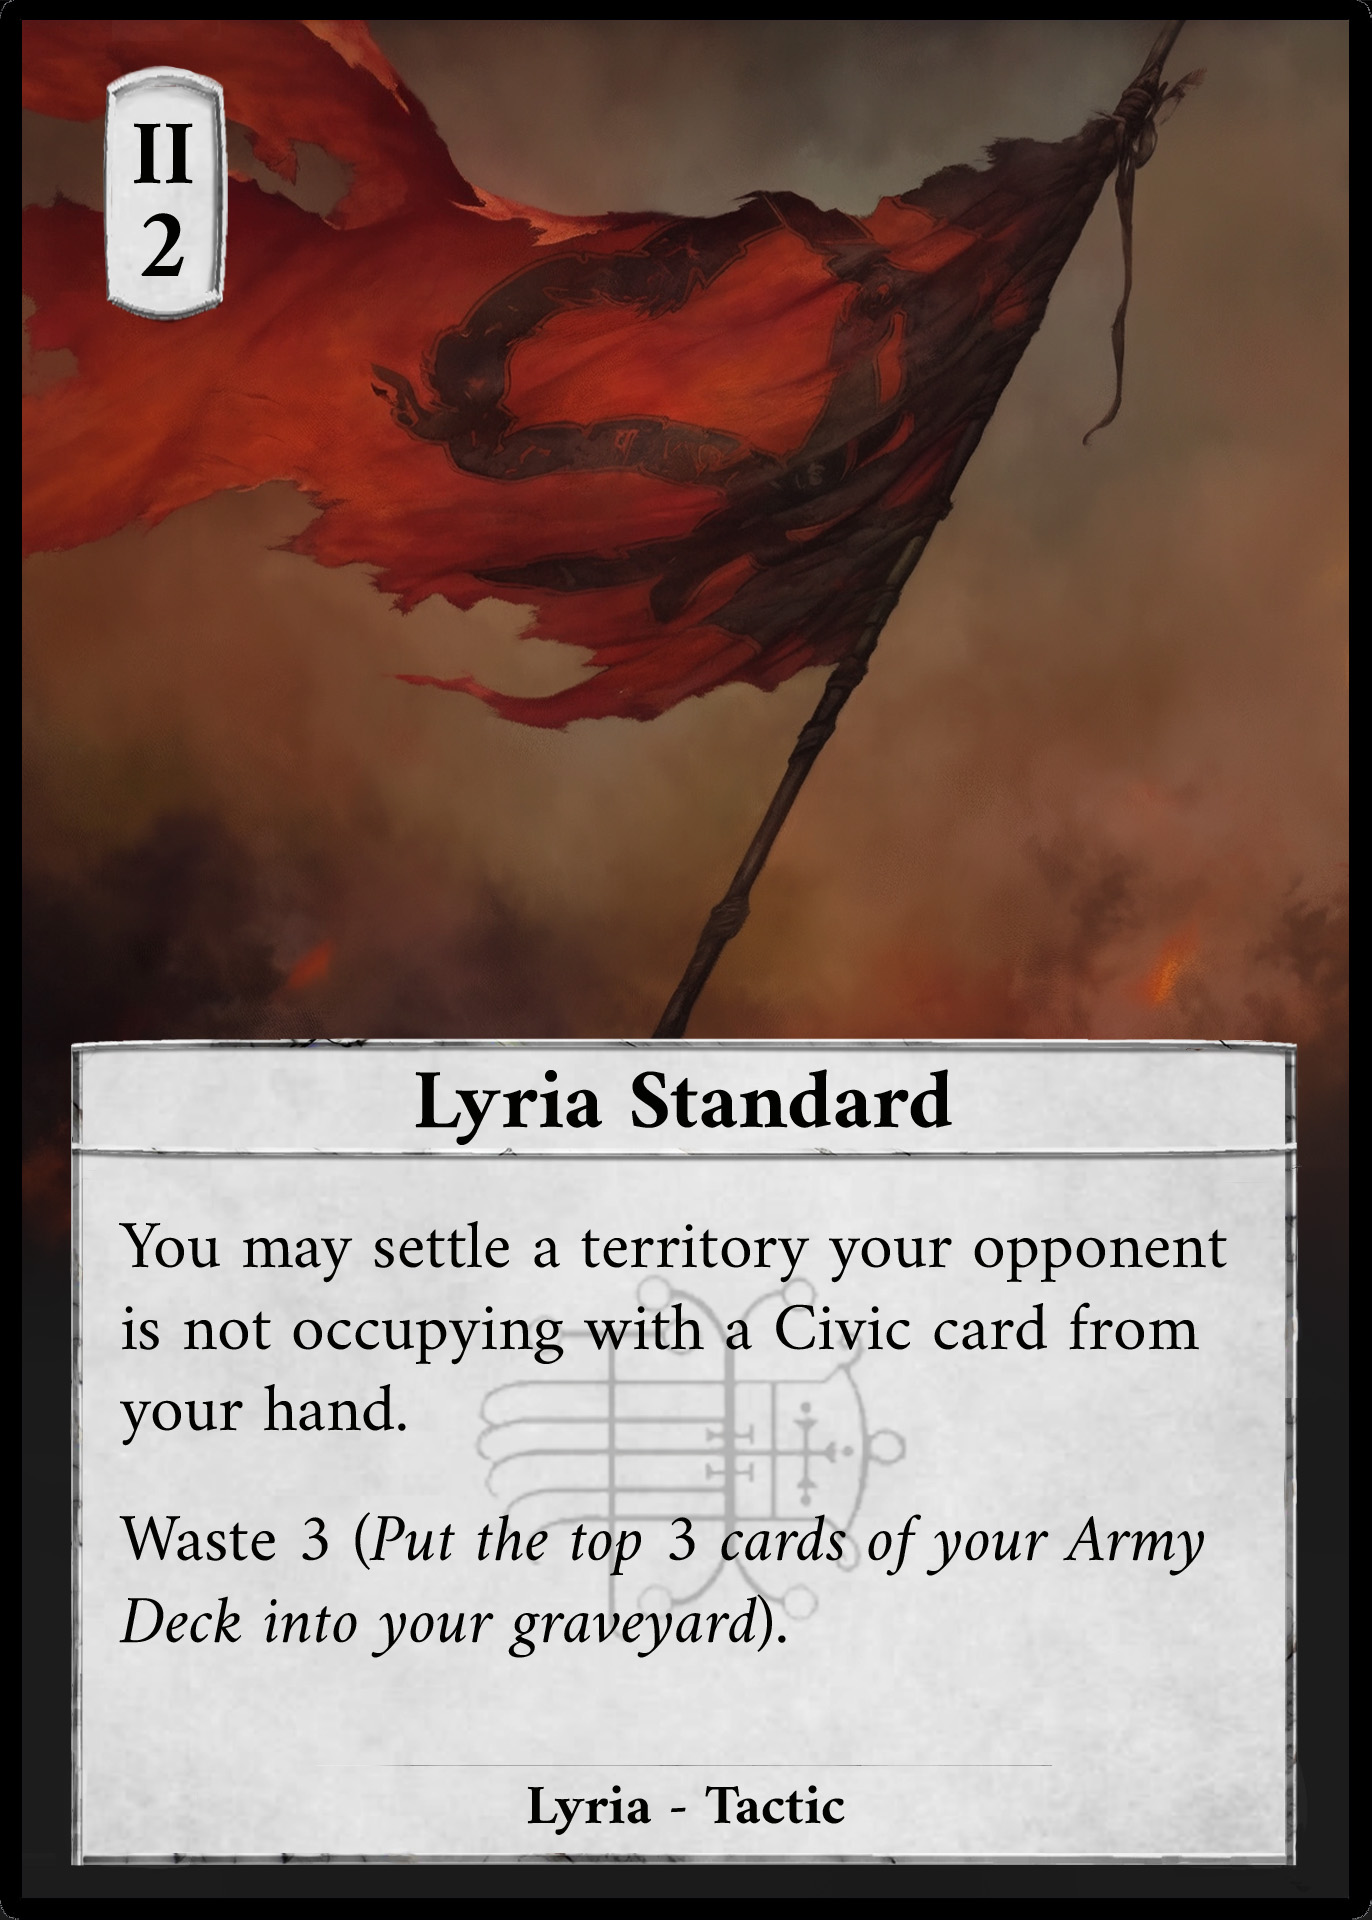 II
2
Lyria Standard
You may settle a territory your opponent
is not occupying with a Civic card from
your hand.
Waste 3 (Put the top 3 cards of your Army
Deck into your graveyard).
Lyria - Tactic